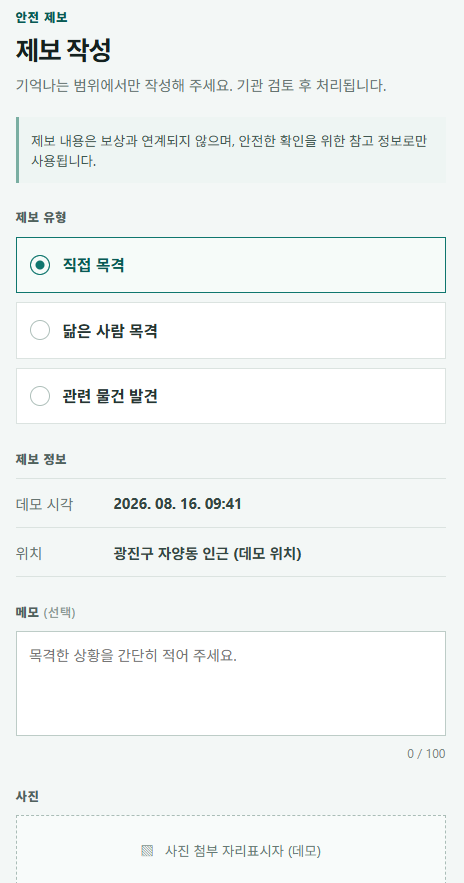 안전 제보
제보 작성
기억나는 범위에서만 작성해 주세요. 기관 검토 후 처리됩니다.
제보 내용은 보상과 연계되지 않으며, 안전한 확인을 위한 참고 정보로만
사용됩니다.
제보 유형
직접 목격
닮은 사람 목격
관련 물건 발견
제보 정보
데모 시각 2026. 08. 16. 09:41
위치 광진구 자양동 인근 (데모 위치)
메모 (선택)
목격한 상황을 간단히 적어 주세요.
0 / 100
사진
사진 첨부 자리표시자 (데모)